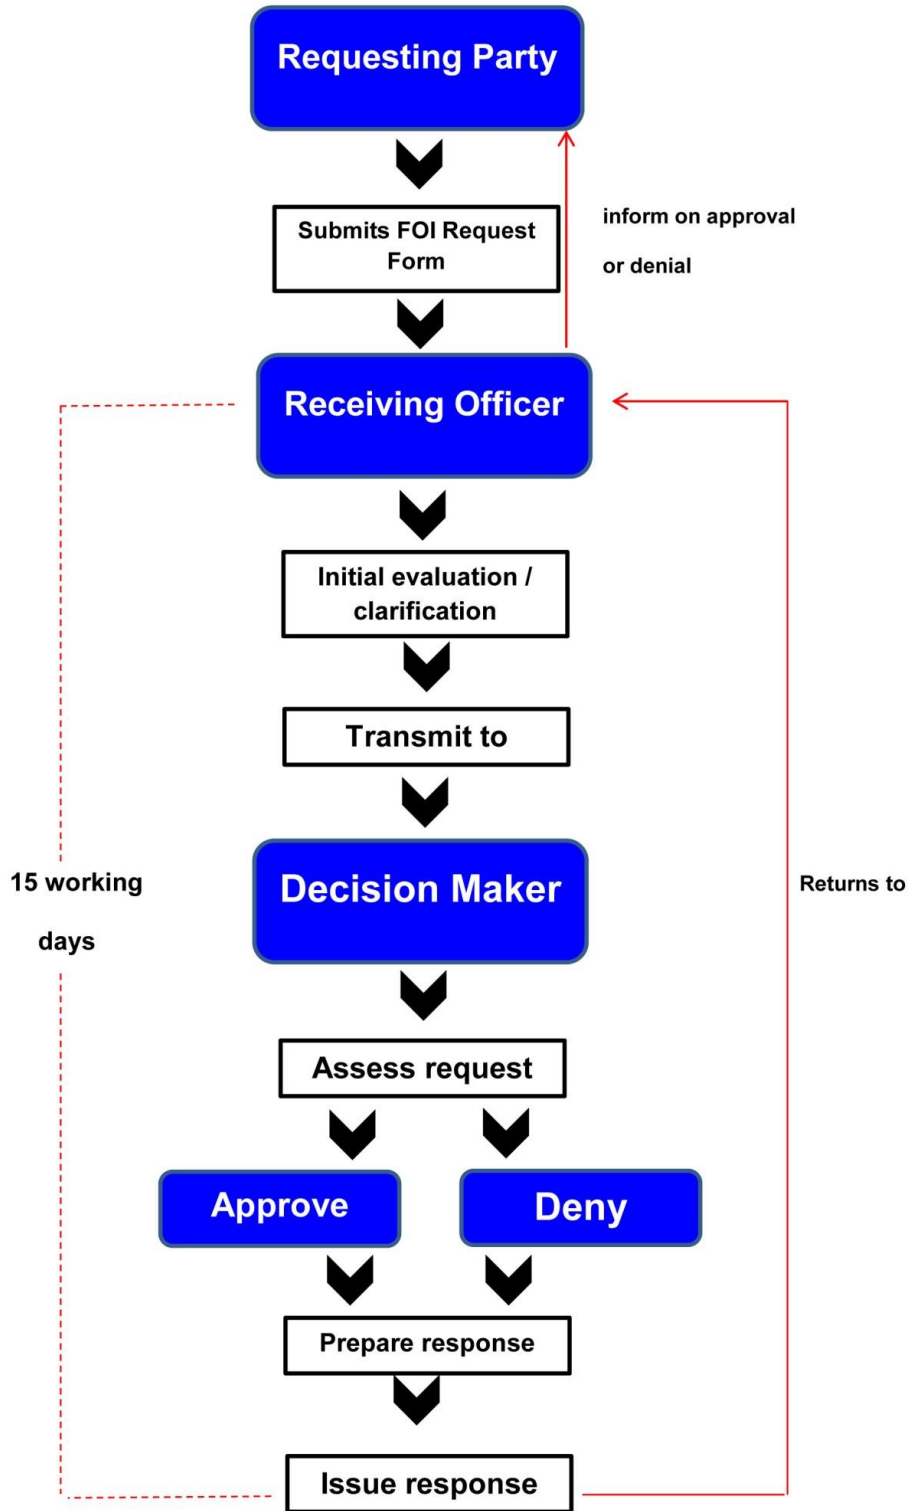 Requesting Party
Submits FOI Request
Form
inform on approval
or denial
Receiving Officer
Initial evaluation /
clarification
Transmit to
Decision Maker
15 working
days
Returns to
Assess request
Approve
Deny
Prepare response
Issue response